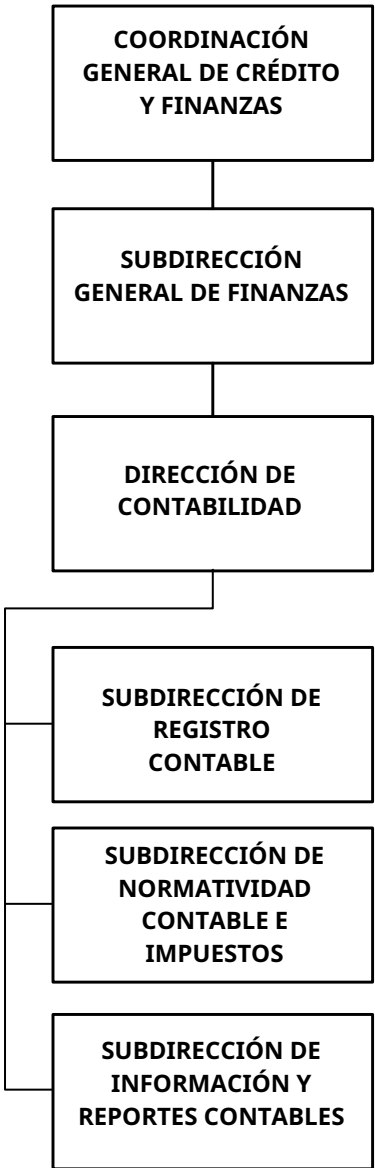 COORDINACIÓN
GENERAL DE CRÉDITO
Y FINANZAS
SUBDIRECCIÓN
GENERAL DE FINANZAS
DIRECCIÓN DE
CONTABILIDAD
SUBDIRECCIÓN DE
REGISTRO
CONTABLE
SUBDIRECCIÓN DE
NORMATIVIDAD
CONTABLE E
IMPUESTOS
SUBDIRECCIÓN DE
INFORMACIÓN Y
REPORTES CONTABLES